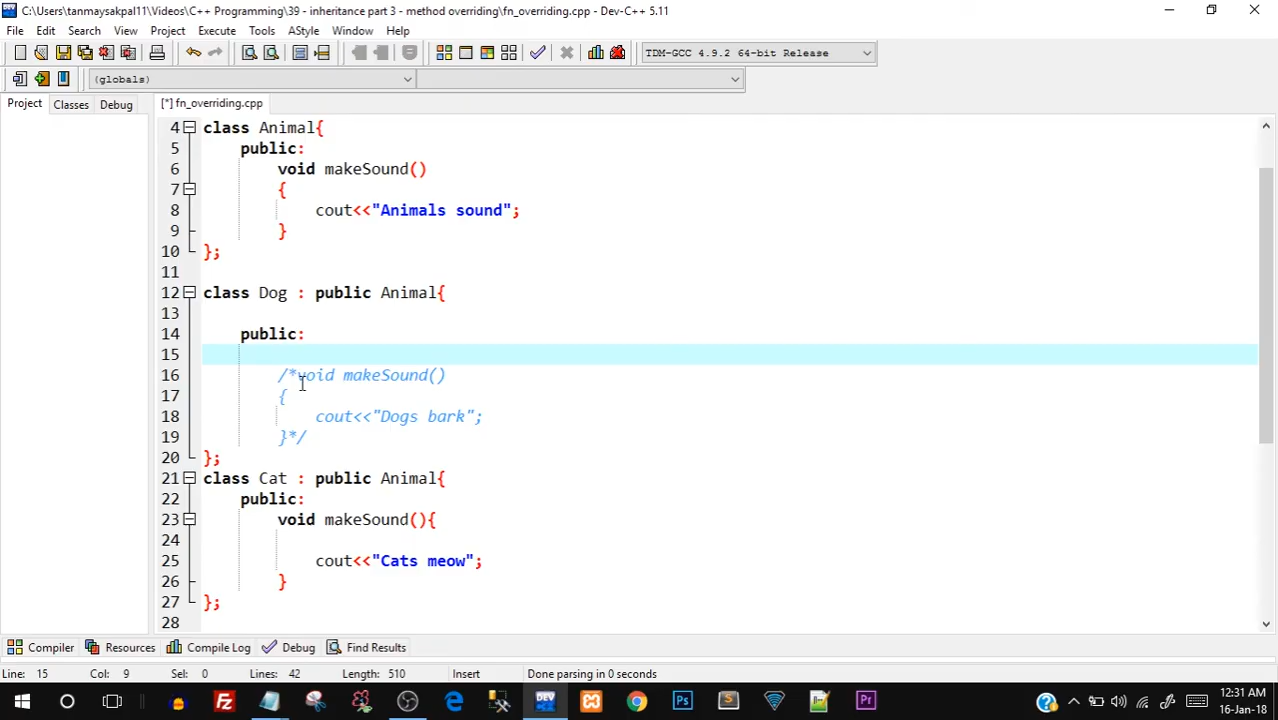 C:\Users\tanmaysakpal11\Videos\C++ Programming\39 - inheritance part 3 - method overriding\fn_overriding.cpp - Dev-C++ 5.11
File Edit Search View Project Execute Tools AStyle Window Help
TDM-GCC 4.9.2 64-bit Release
(globals)
Project Classes Debug
[*] fn_overriding.cpp
4 class Animal{
5 public:
6 void makeSound()
7 {
8 cout<<"Animals sound";
9 }
10 };
11
12 class Dog : public Animal{
13
14 public:
15
16 /*void makeSound()
17 {
18 cout<<"Dogs bark";
19 }*/
20 };
21 class Cat : public Animal{
22 public:
23 void makeSound(){
24
25 cout<<"Cats meow";
26 }
27 };
28
Compiler Resources Compile Log Debug Find Results
Line: 15 Col: 9 Sel: 0 Lines: 42 Length: 510 Insert Done parsing in 0 seconds
Fz DEV Ps S Pr
12:31 AM
16-Jan-18